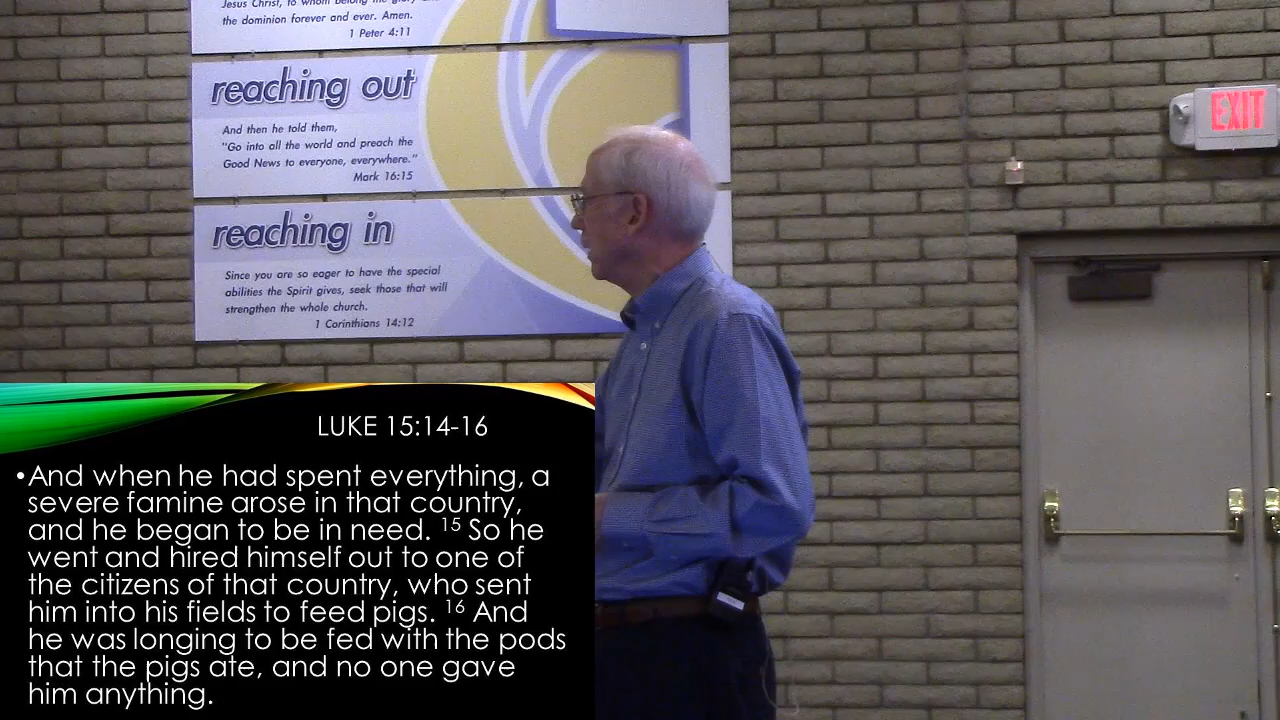 Jesus Christ, to whom belong the glory and
the dominion forever and ever. Amen.
1 Peter 4:11
reaching out
And then he told them,
"Go into all the world and preach the
Good News to everyone, everywhere."
Mark 16:15
reaching in
Since you are so eager to have the special
abilities the Spirit gives, seek those that will
strengthen the whole church.
1 Corinthians 14:12
EXIT
LUKE 15:14-16
•And when he had spent everything, a
severe famine arose in that country,
and he began to be in need. 15 So he
went and hired himself out to one of
the citizens of that country, who sent
him into his fields to feed pigs. 16 And
he was longing to be fed with the pods
that the pigs ate, and no one gave
him anything.